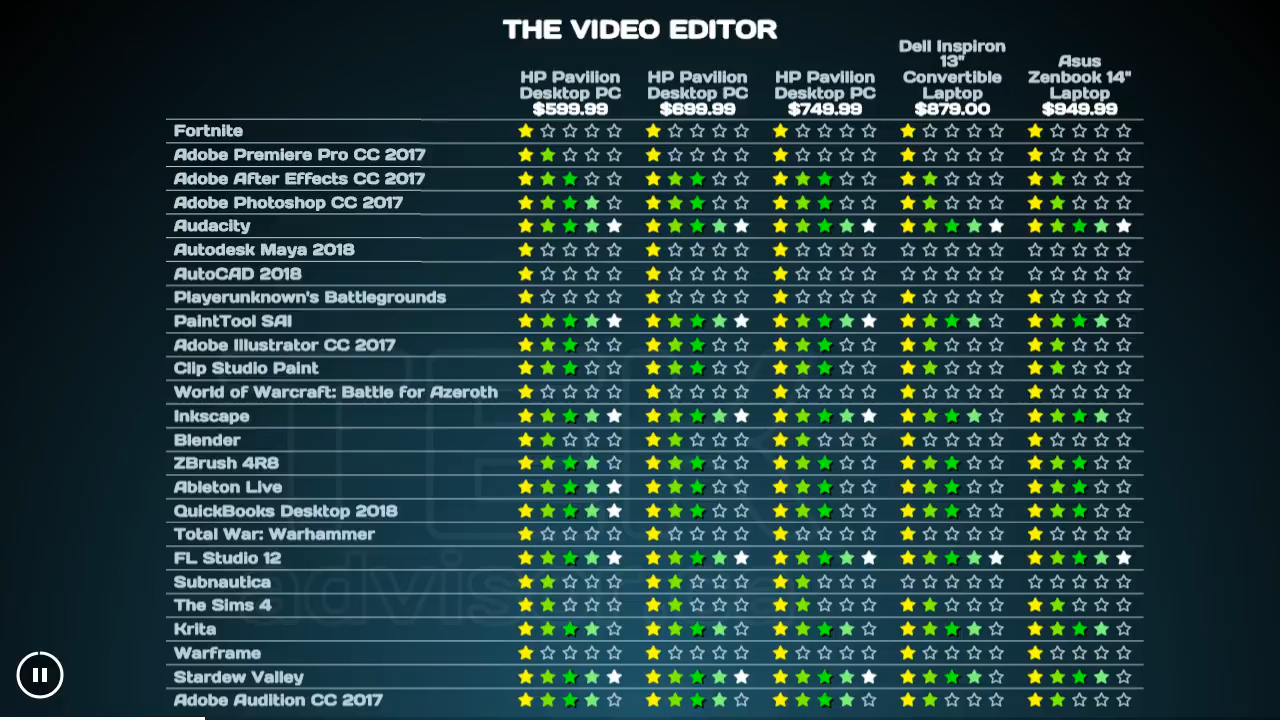 THE VIDEO EDITOR
HP Pavilion
Desktop PC
$599.99
HP Pavilion
Desktop PC
$699.99
HP Pavilion
Desktop PC
$749.99
Dell Inspiron
13"
Convertible
Laptop
$879.00
Asus
Zenbook 14"
Laptop
$949.99
Fortnite
Adobe Premiere Pro CC 2017
Adobe After Effects CC 2017
Adobe Photoshop CC 2017
Audacity
Autodesk Maya 2018
AutoCAD 2018
Playerunknown's Battlegrounds
PaintTool SAI
Adobe Illustrator CC 2017
Clip Studio Paint
World of Warcraft: Battle for Azeroth
Inkscape
Blender
ZBrush 4R8
Ableton Live
QuickBooks Desktop 2018
Total War: Warhammer
FL Studio 12
Subnautica
The Sims 4
Krita
Warframe
Stardew Valley
Adobe Audition CC 2017